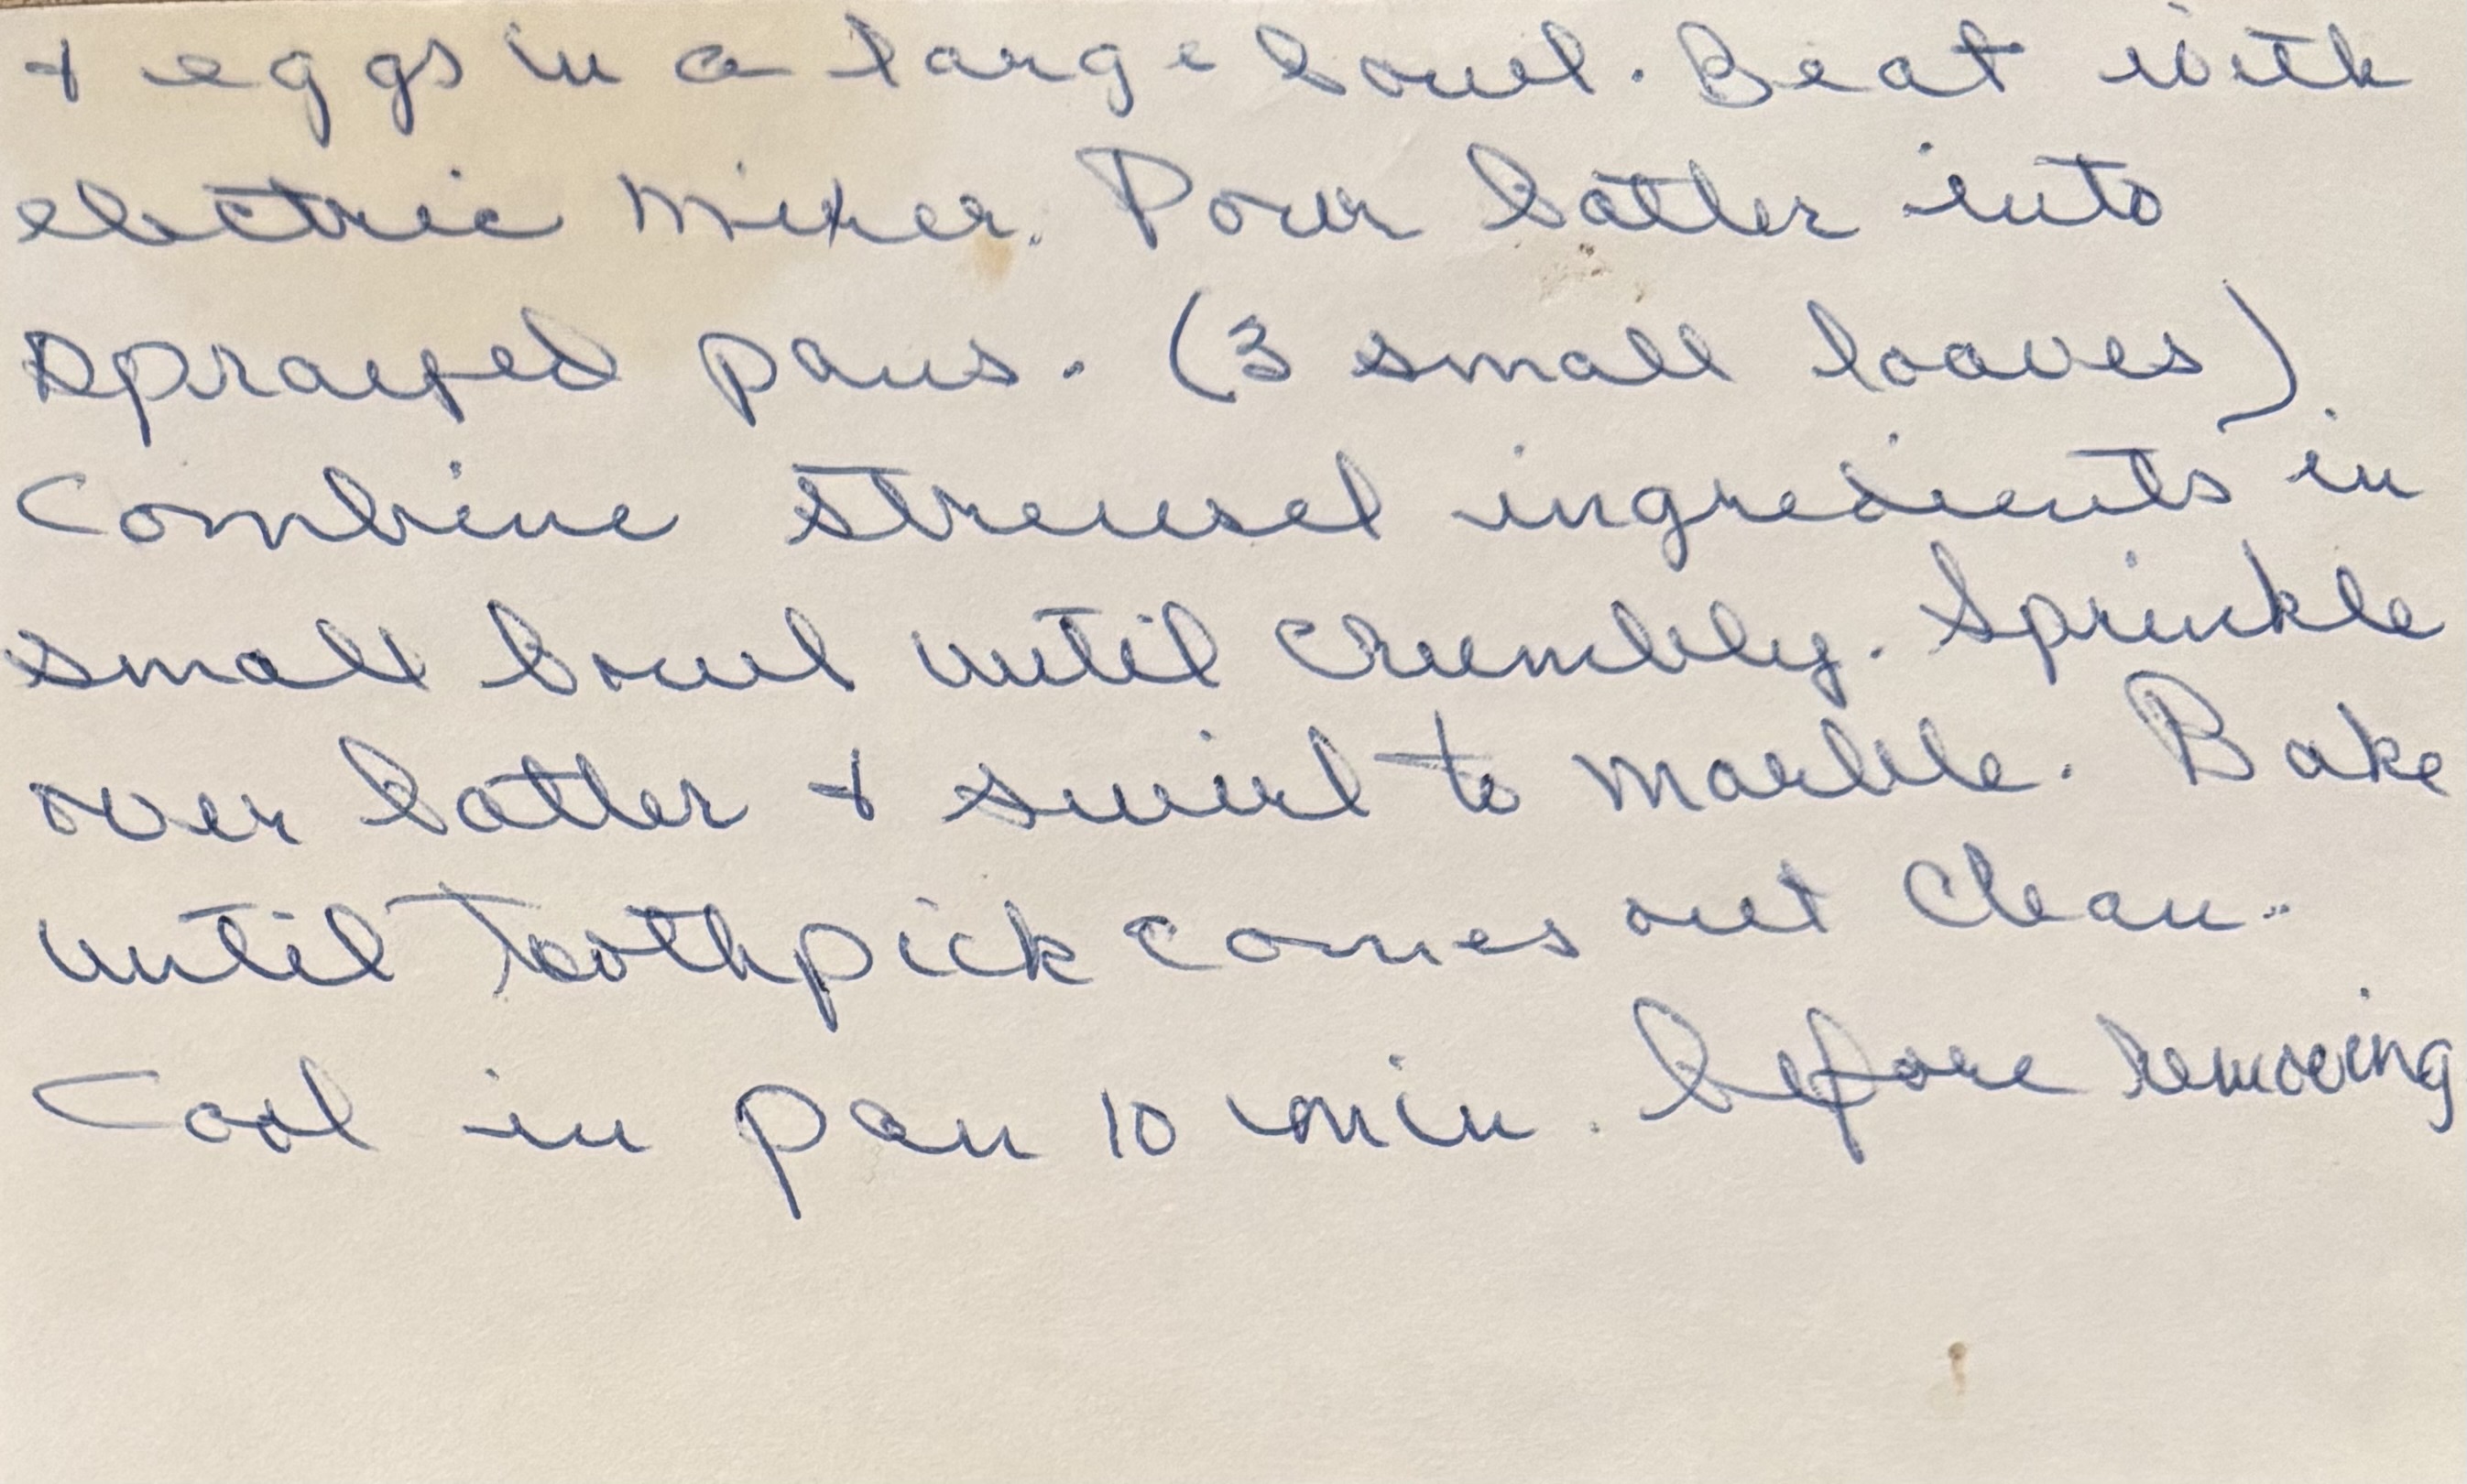 + eggs in a large bowl. Beat with
electric mixer. Pour batter into
sprayed pans. (3 small loaves).
Combine streusel ingredients in
small bowl until crumbly. Sprinkle
over batter + swirl to marble. Bake
until toothpick comes out clean.
Cool in pan 10 min. before removing